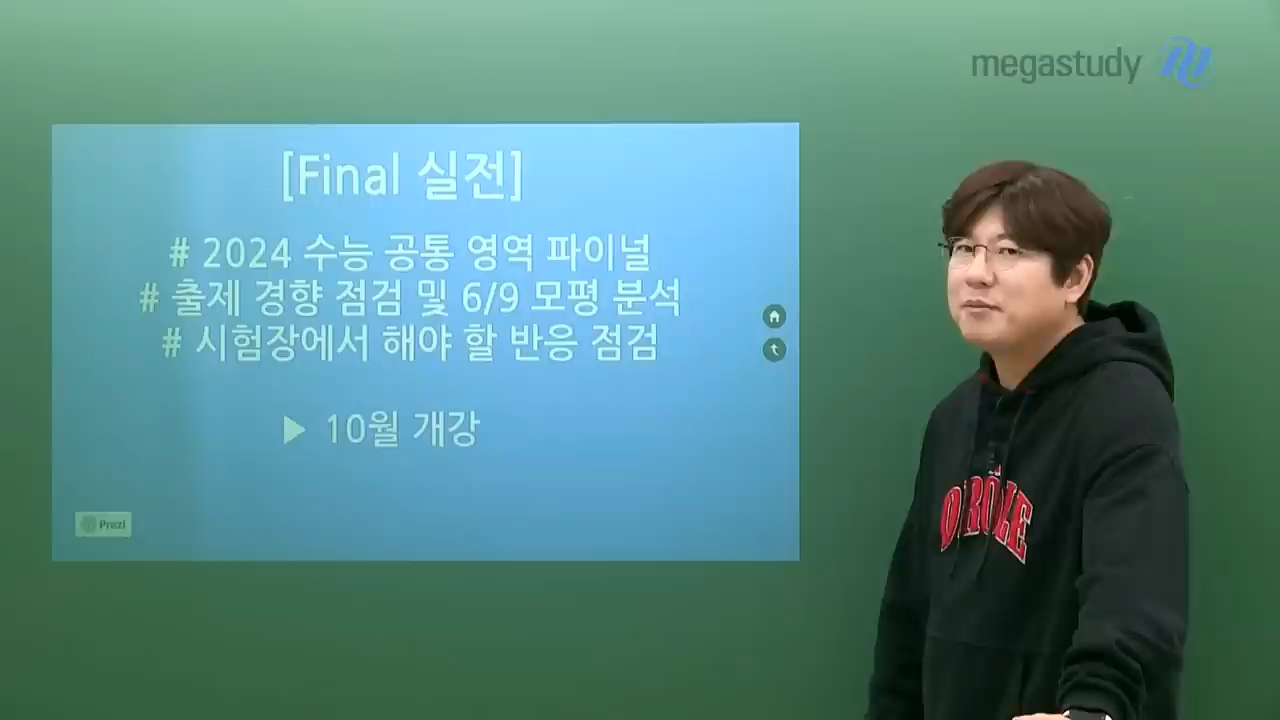 megastudy
[Final 실전]
# 2024 수능 공통 영역 파이널
# 출제 경향 점검 및 6/9 모평 분석
# 시험장에서 해야 할 반응 점검
▶ 10월 개강
Prezi